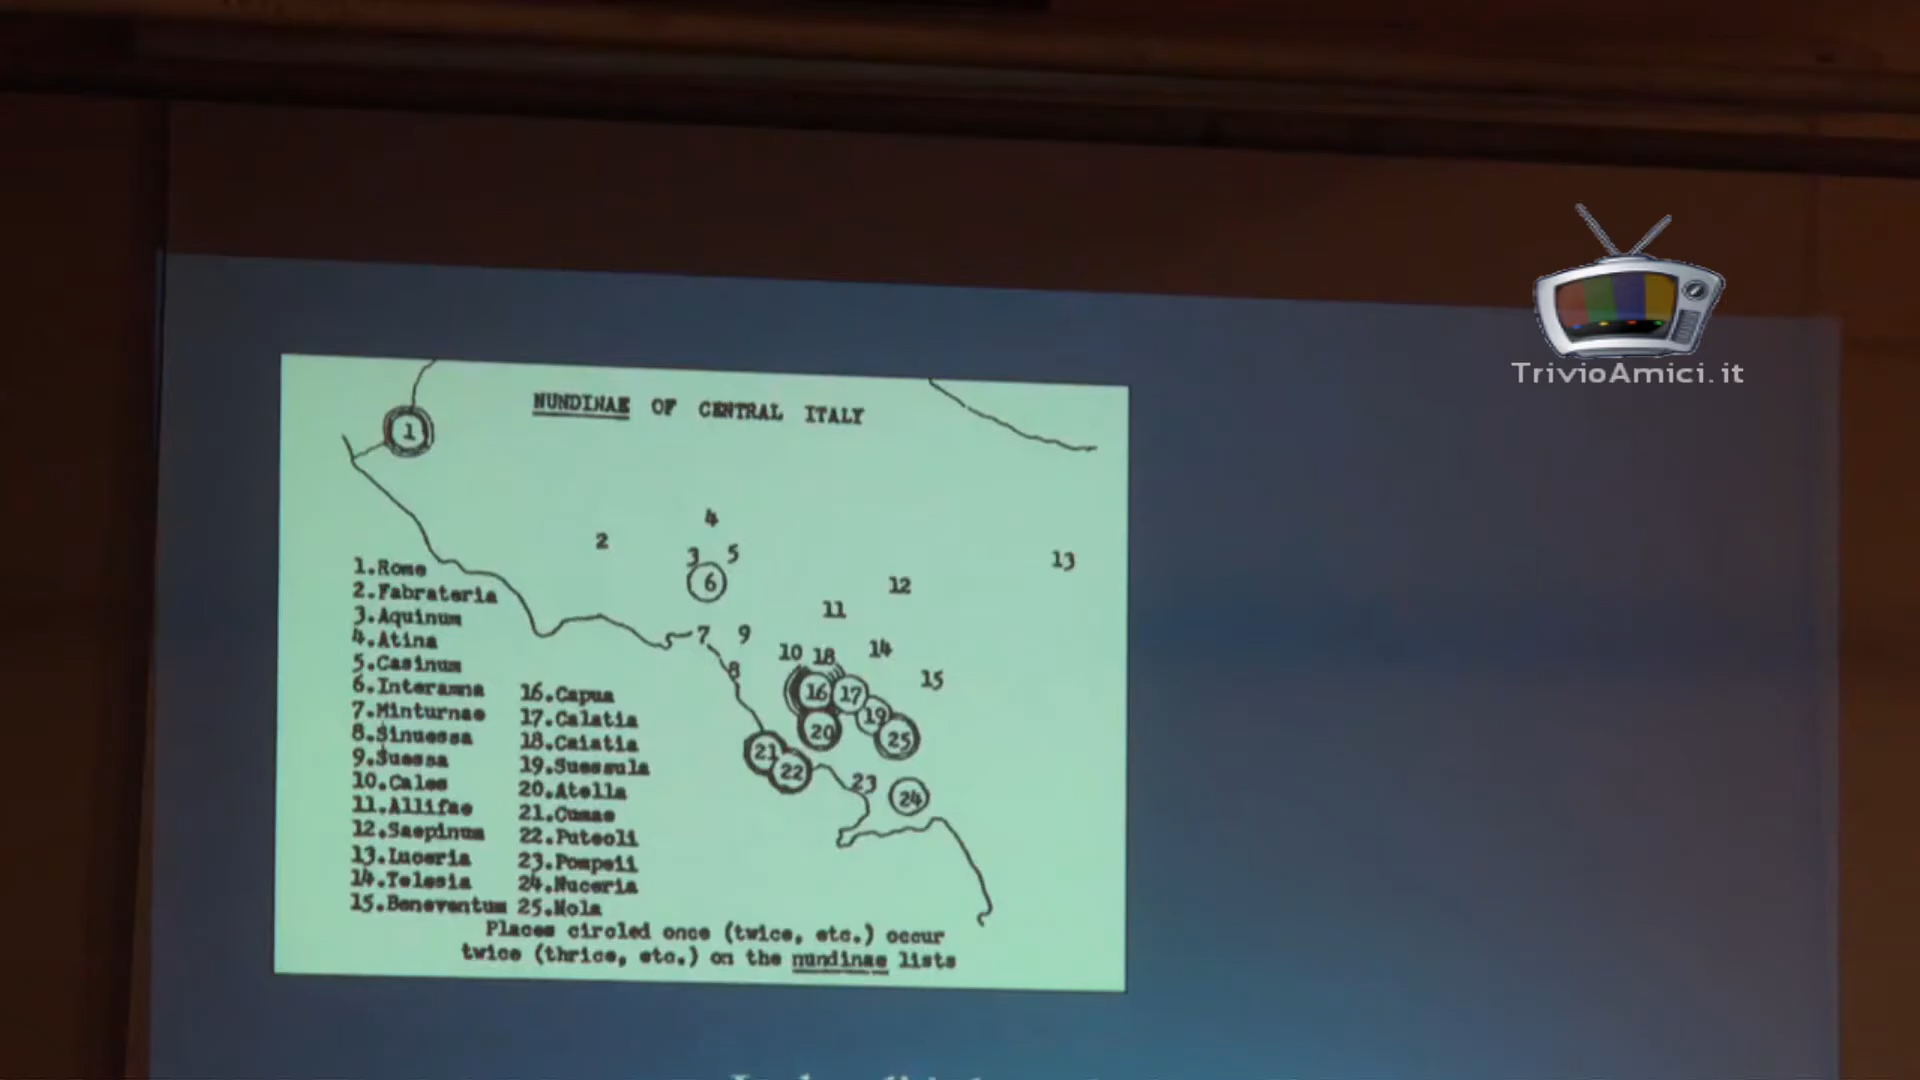 TrivioAmici.it
NUNDINAE OF CENTRAL ITALY
1
2
4
3
5
6
13
12
11
7
9
8
10
18
14
15
16
17
19
20
25
21
22
23
24
1.Rome
2.Fabrateria
3.Aquinum
4.Atina
5.Casinum
6.Interamna
7.Minturnae
8.Sinuessa
9.Suessa
10.Cales
11.Allifae
12.Saepinum
13.Luceria
14.Telesia
15.Beneventum
16.Capua
17.Calatia
18.Caiatia
19.Suessula
20.Atella
21.Cumae
22.Puteoli
23.Pompeii
24.Nuceria
25.Nola
Places circled once (twice, etc.) occur
twice (thrice, etc.) on the nundinae lists